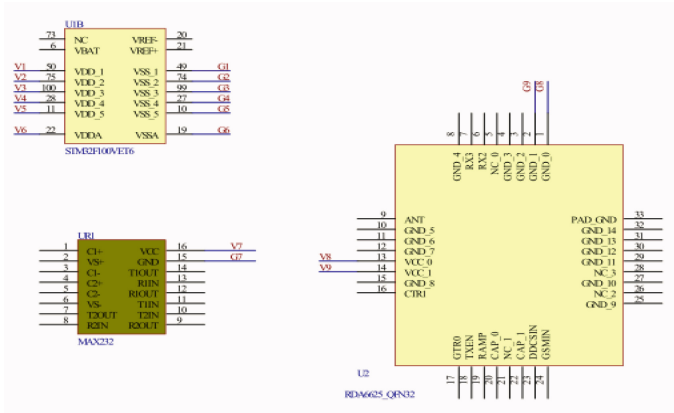 U1B
73 NC VREF- 20
6 VBAT VREF+ 21
V1 50 VDD_1 VSS_1 49 G1
V2 75 VDD_2 VSS_2 74 G2
V3 100 VDD_3 VSS_3 99 G3
V4 28 VDD_4 VSS_4 27 G4
V5 11 VDD_5 VSS_5 10 G5
V6 22 VDDA VSSA 19 G6
STM32F100VET6
UR1
1 C1+ VCC 16 V7
2 VS+ GND 15 G7
3 C1- T1OUT 14
4 C2+ R1IN 13
5 C2- R1OUT 12
6 VS- T1IN 11
7 T2OUT T2IN 10
8 R2IN R2OUT 9
MAX232
G9 G8
8 7 6 5 4 3 2 1
GND_4 RX3 RX2 NC_0 GND_3 GND_2 GND_1 GND_0
9 ANT PAD_GND 33
10 GND_5 GND_14 32
11 GND_6 GND_13 31
12 GND_7 GND_12 30
V8 13 VCC_0 GND_11 29
V9 14 VCC_1 NC_3 28
15 GND_8 GND_10 27
16 CTR1 NC_2 26
GND_9 25
GTR0 TXEN RAMP CAP_0 NC_1 CAP_1 DDCSIN GSMIN
17 18 19 20 21 22 23 24
U2
RDA6625_QFN32